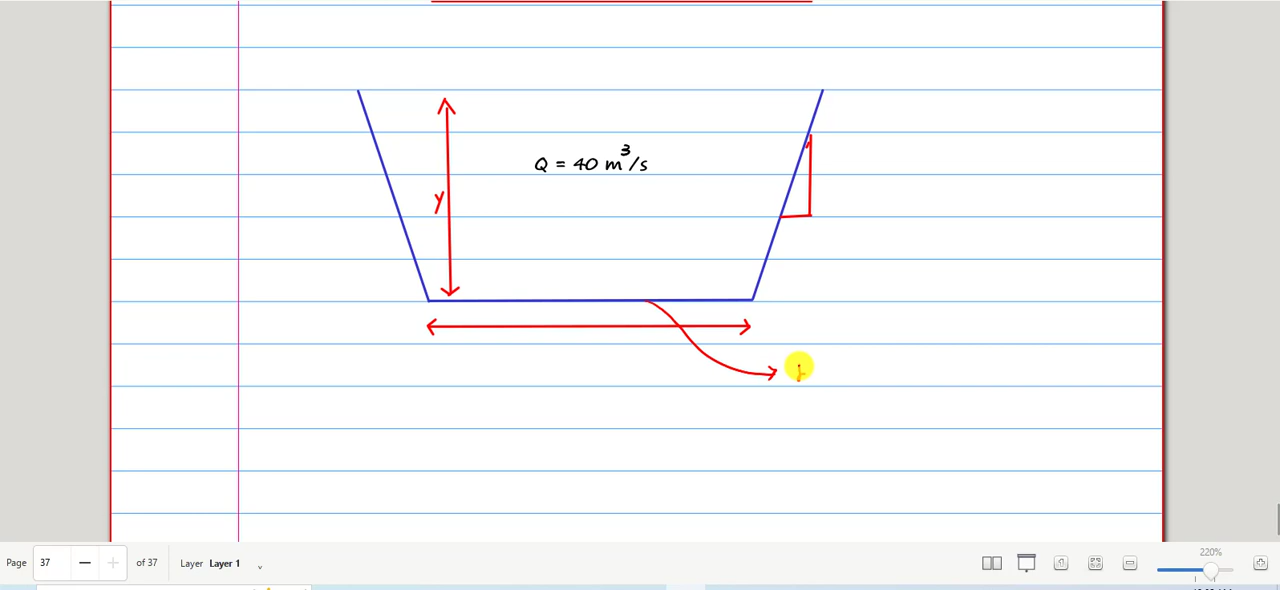 Q = 40 m³/s
y
Page 37 of 37 Layer Layer 1 220%